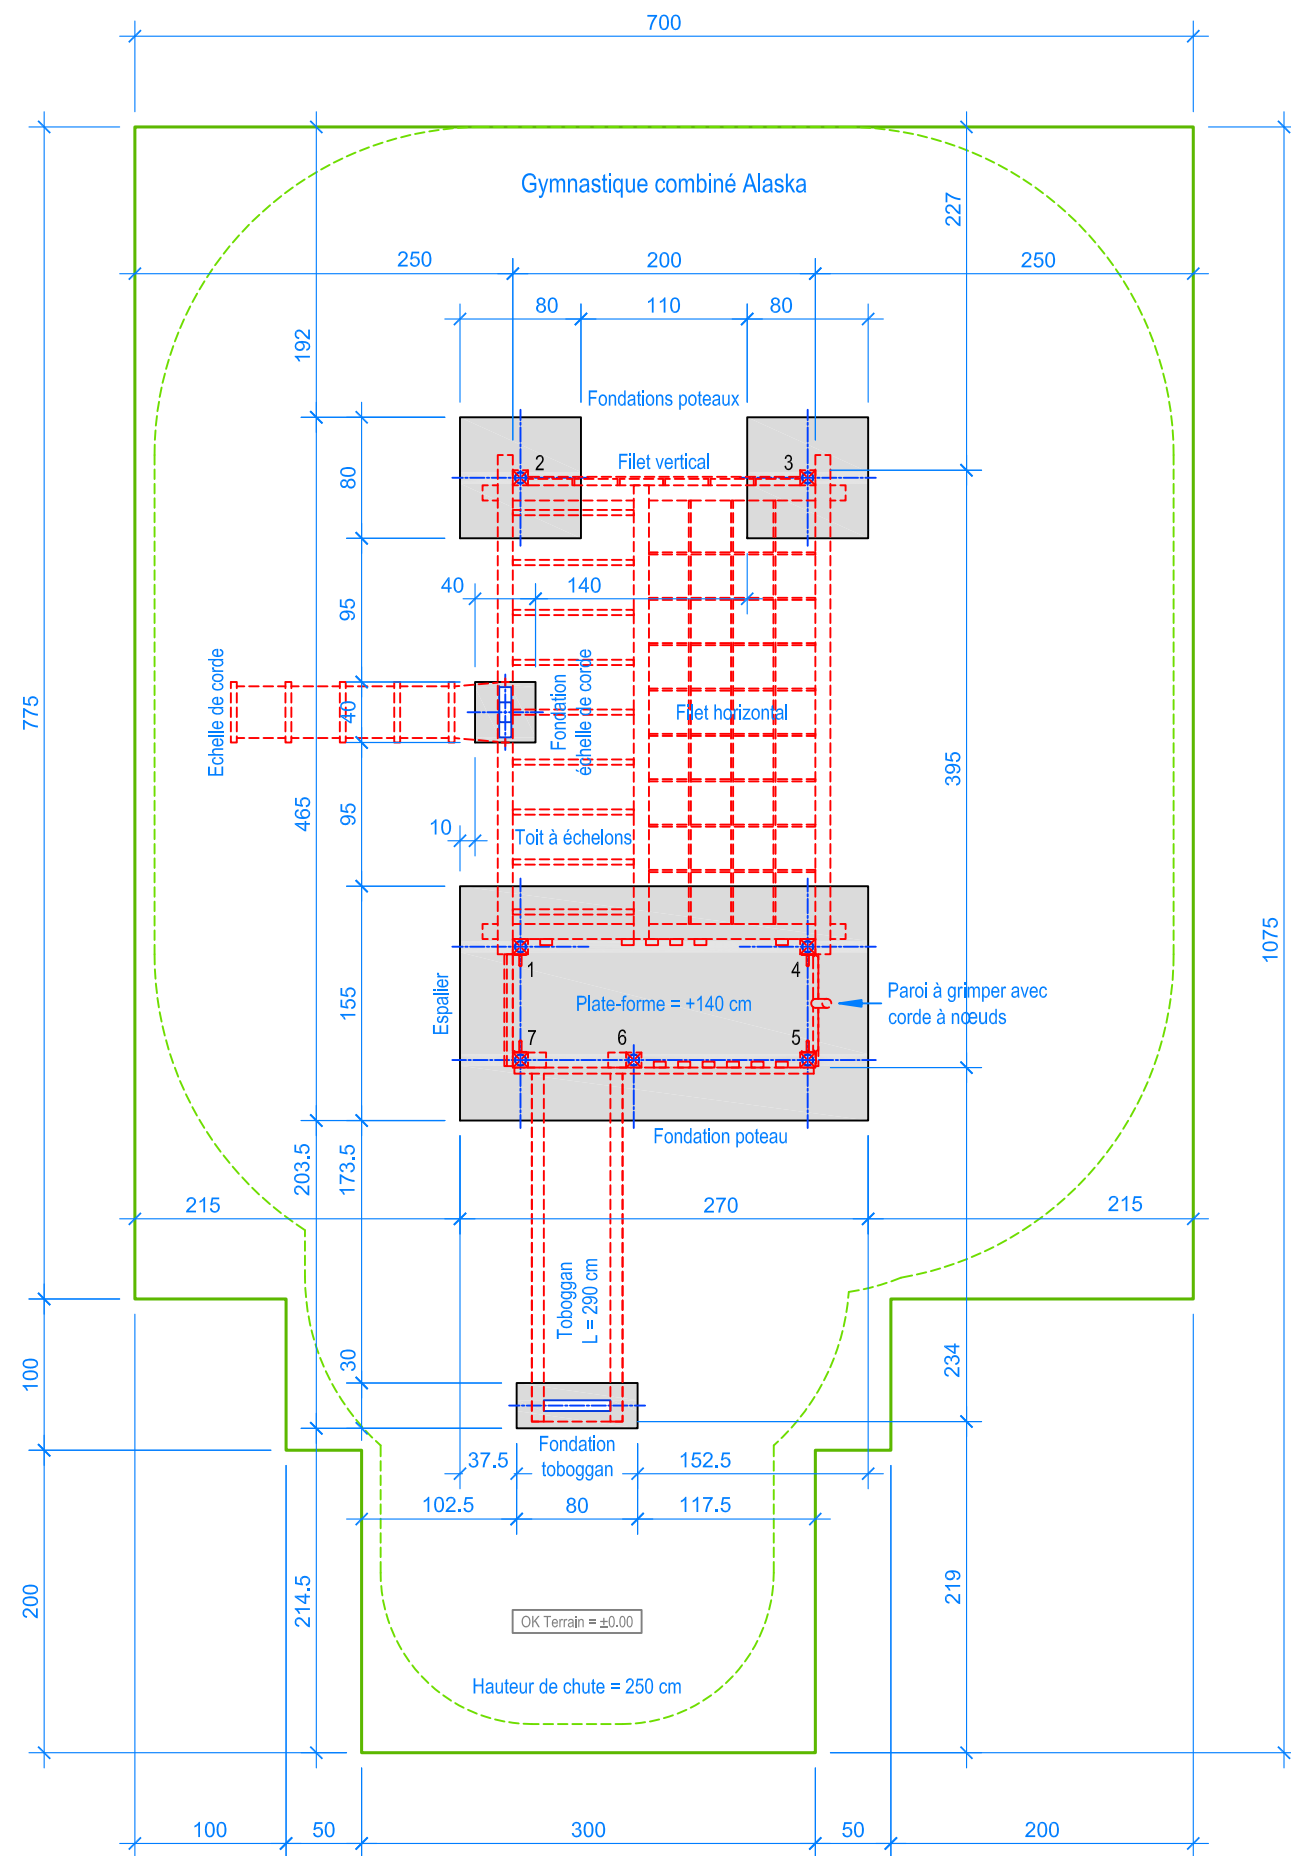 700
Gymnastique combiné Alaska
227
250
200
250
80
110
80
192
Fondations poteaux
2
Filet vertical
3
80
40
140
95
Echelle de corde
40
Fondation
échelle de corde
Filet horizontal
775
395
465
95
10
Toit à échelons
1075
1
4
Espalier
155
Plate-forme = +140 cm
Paroi à grimper avec
corde à nœuds
7
6
5
Fondation poteau
203.5
173.5
215
270
215
Toboggan
L = 290 cm
100
30
234
Fondation
toboggan
37.5
152.5
102.5
80
117.5
200
214.5
219
OK Terrain = ±0.00
Hauteur de chute = 250 cm
100
50
300
50
200